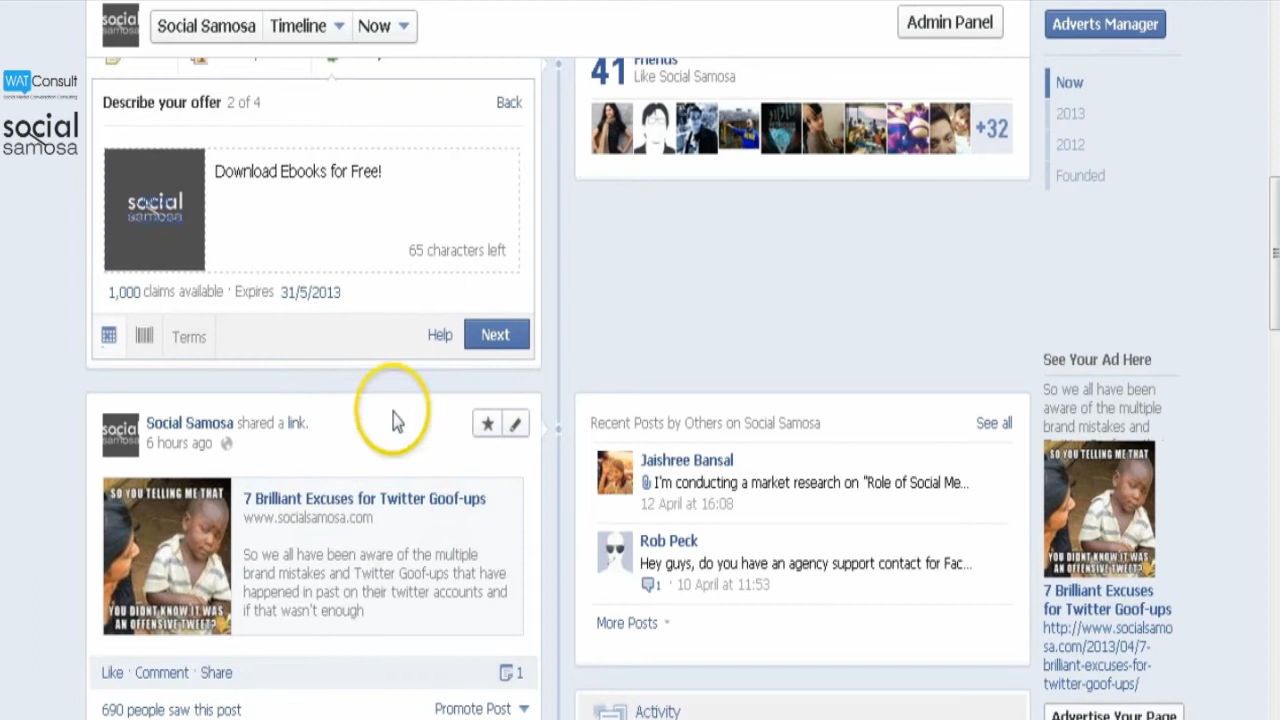 social
samosa
Social Samosa
Timeline
Now
Admin Panel
Adverts Manager
WATConsult
social
samosa
Describe your offer 2 of 4
Back
social
samosa
Download Ebooks for Free!
65 characters left
1,000 claims available · Expires 31/5/2013
Terms
Help
Next
41 Friends
Like Social Samosa
+32
Now
2013
2012
Founded
social
samosa
Social Samosa shared a link.
6 hours ago
SO YOU TELLING ME THAT
YOU DIDNT KNOW IT WAS
AN OFFENSIVE TWEET?
7 Brilliant Excuses for Twitter Goof-ups
www.socialsamosa.com
So we all have been aware of the multiple
brand mistakes and Twitter Goof-ups that have
happened in past on their twitter accounts and
if that wasn't enough
Like · Comment · Share
1
690 people saw this post
Promote Post
Recent Posts by Others on Social Samosa
See all
Jaishree Bansal
I'm conducting a market research on "Role of Social Me...
12 April at 16:08
Rob Peck
Hey guys, do you have an agency support contact for Fac...
1 · 10 April at 11:53
More Posts
Activity
See Your Ad Here
So we all have been
aware of the multiple
brand mistakes and
SO YOU TELLING ME THAT
YOU DIDNT KNOW IT WAS
AN OFFENSIVE TWEET?
7 Brilliant Excuses
for Twitter Goof-ups
http://www.socialsamo
sa.com/2013/04/7-
brilliant-excuses-for-
twitter-goof-ups/
Advertise Your Page